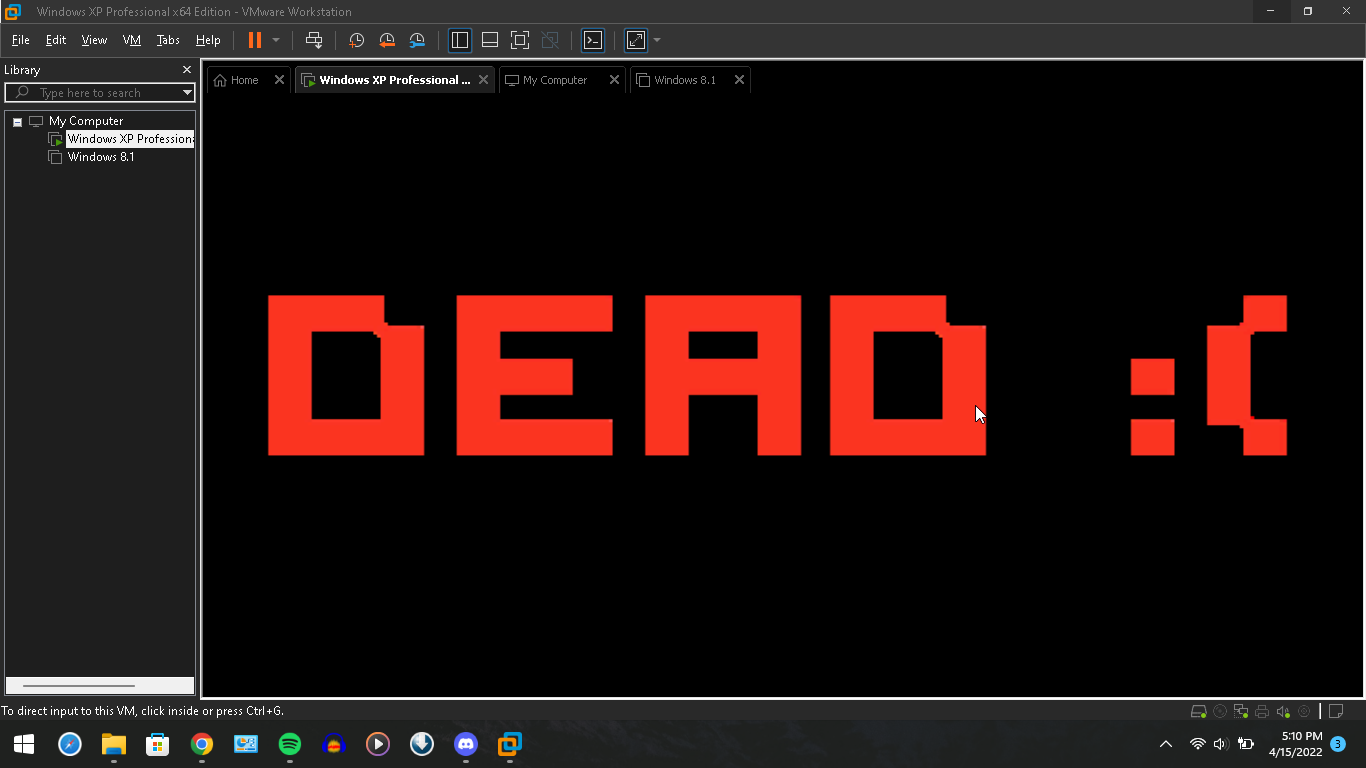 Windows XP Professional x64 Edition - VMware Workstation
File Edit View VM Tabs Help
Library
Type here to search
My Computer
Windows XP Profession
Windows 8.1
Home
Windows XP Professional ...
My Computer
Windows 8.1
DEAD :(
To direct input to this VM, click inside or press Ctrl+G.
5:10 PM
4/15/2022
3